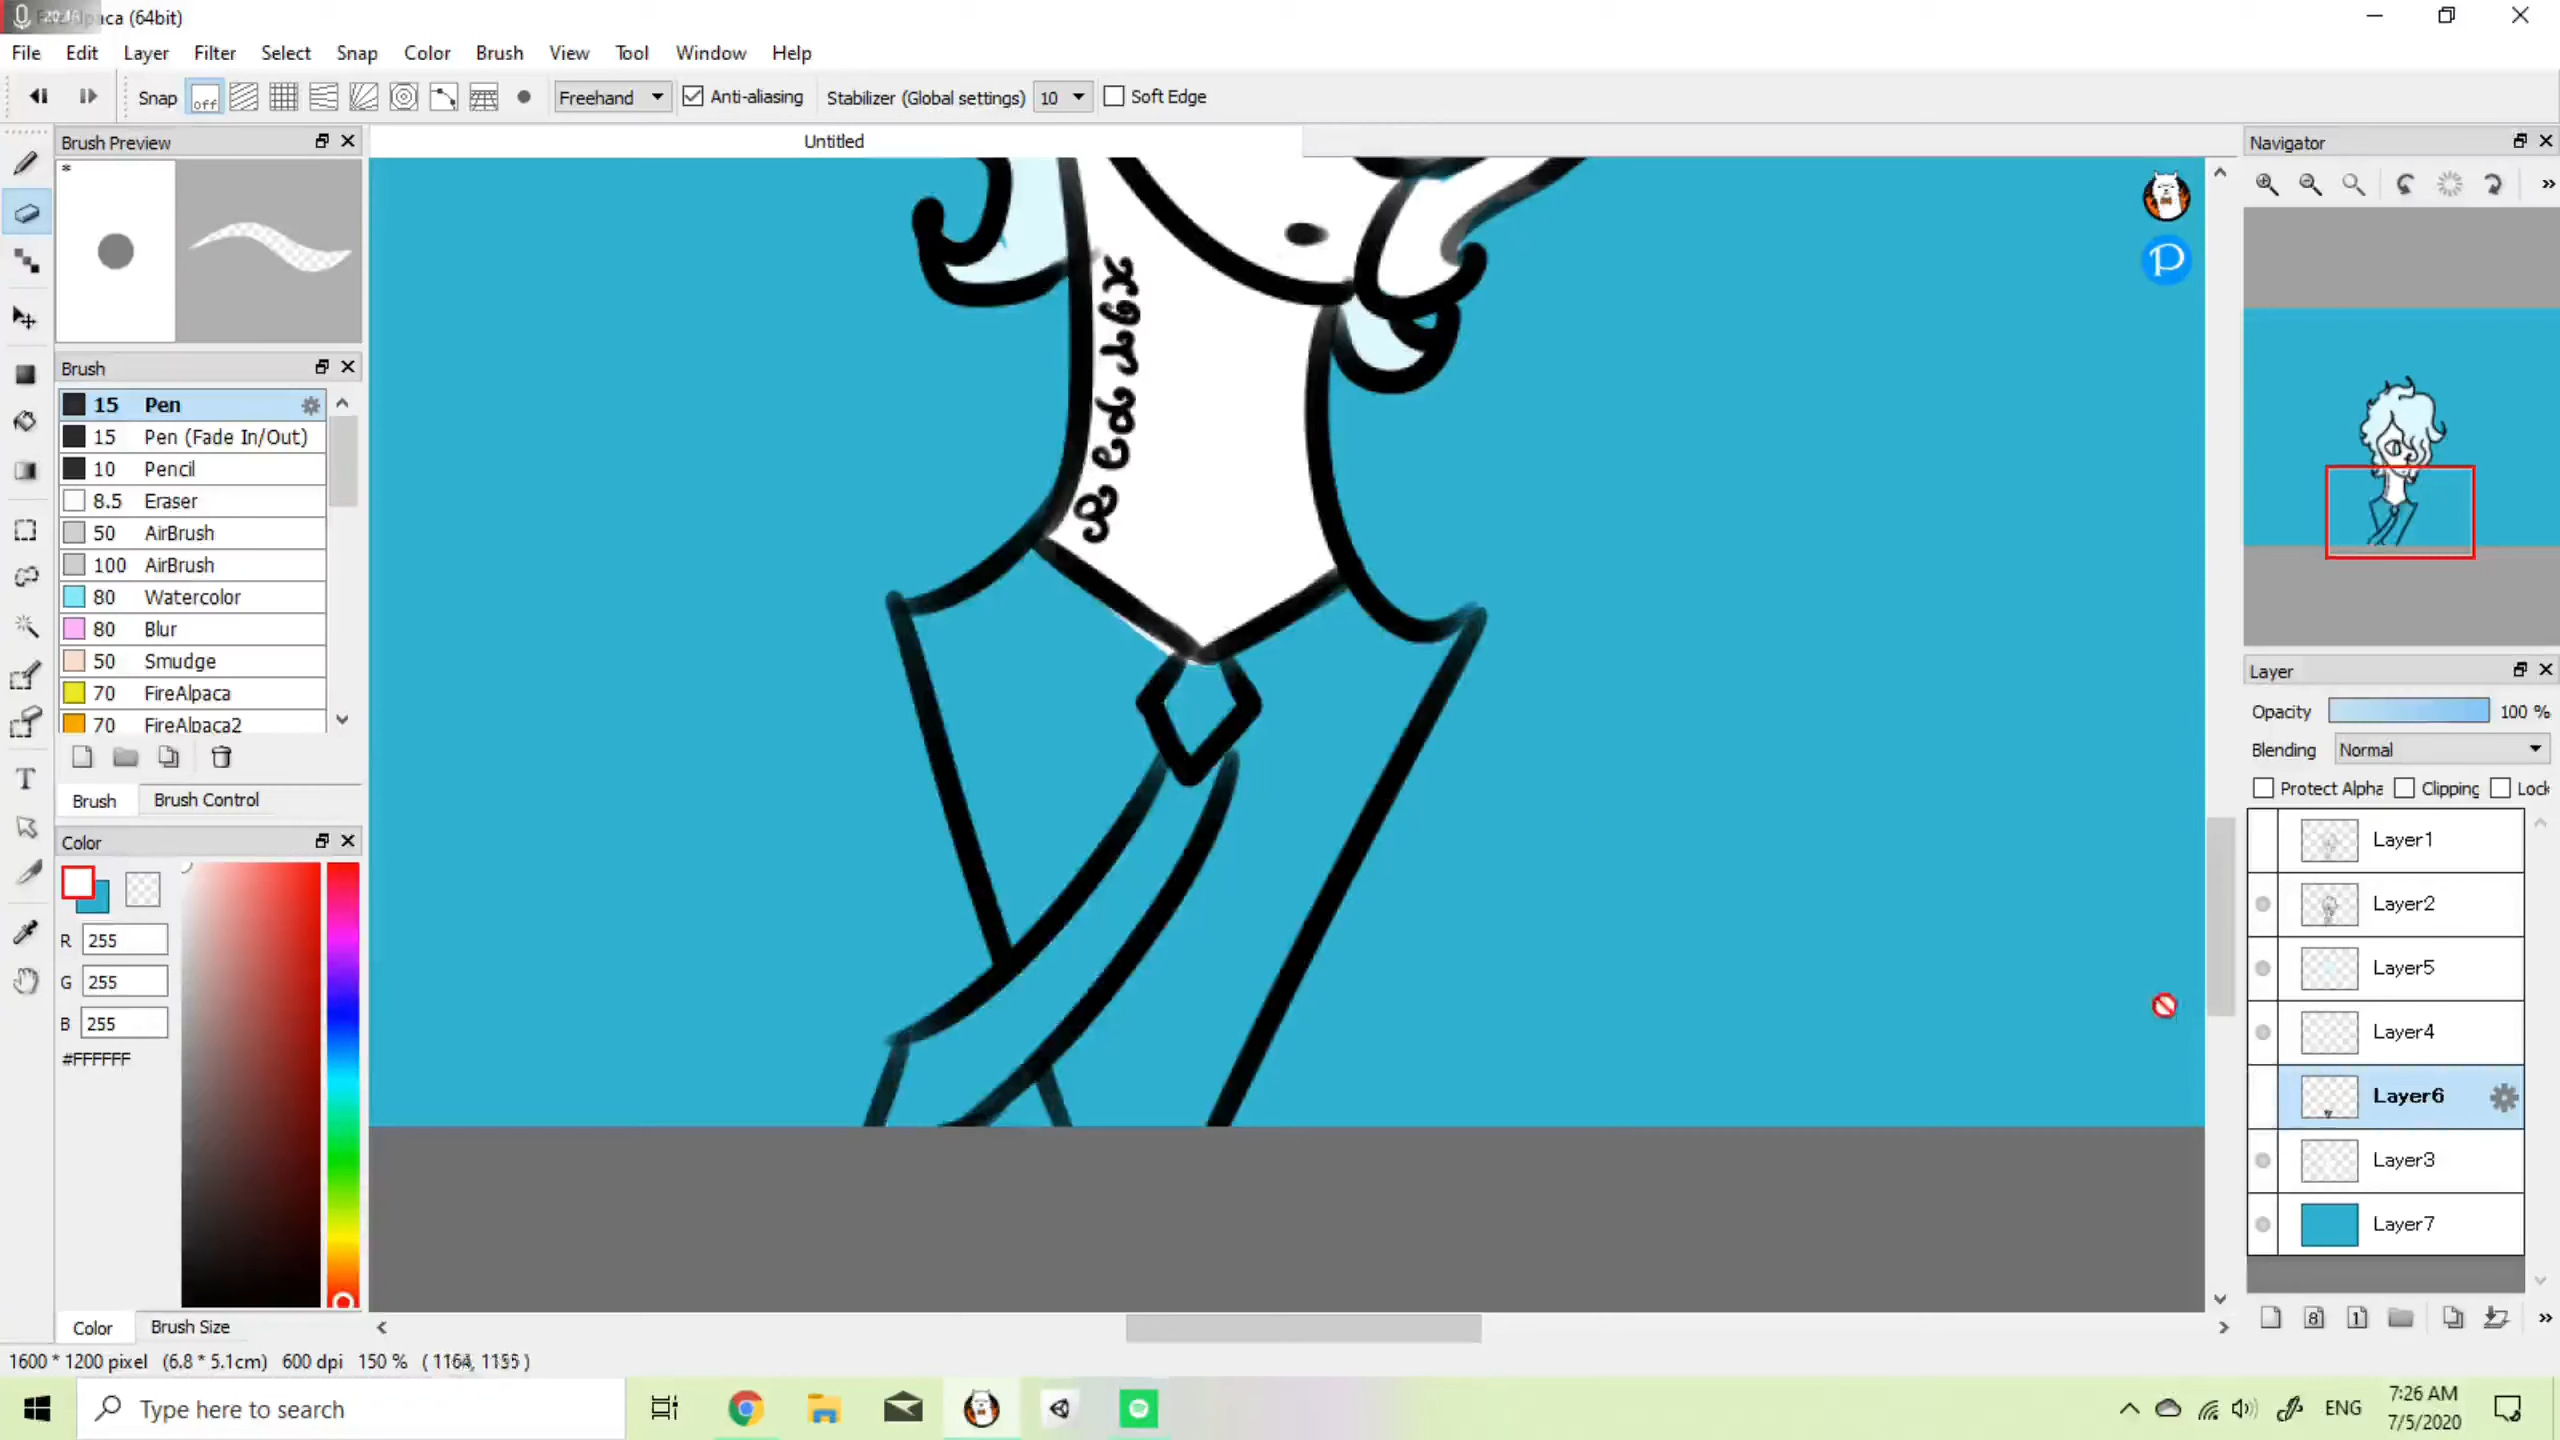 Alpaca (64bit)
File Edit Layer Filter Select Snap Color Brush View Tool Window Help
Snap off Freehand Anti-aliasing Stabilizer (Global settings) 10 Soft Edge
Brush Preview
Untitled
Navigator
*
P
Brush
15 Pen
15 Pen (Fade In/Out)
10 Pencil
8.5 Eraser
50 AirBrush
100 AirBrush
80 Watercolor
80 Blur
50 Smudge
70 FireAlpaca
70 FireAlpaca2
Brush Brush Control
Color
R 255
G 255
B 255
#FFFFFF
Color Brush Size
Layer
Opacity 100 %
Blending Normal
Protect Alpha Clipping Lock
Layer1
Layer2
Layer5
Layer4
Layer6
Layer3
Layer7
8 1
1600 * 1200 pixel (6.8 * 5.1cm) 600 dpi 150 % ( 1164, 1155 )
T
Type here to search
ENG
7:26 AM
7/5/2020